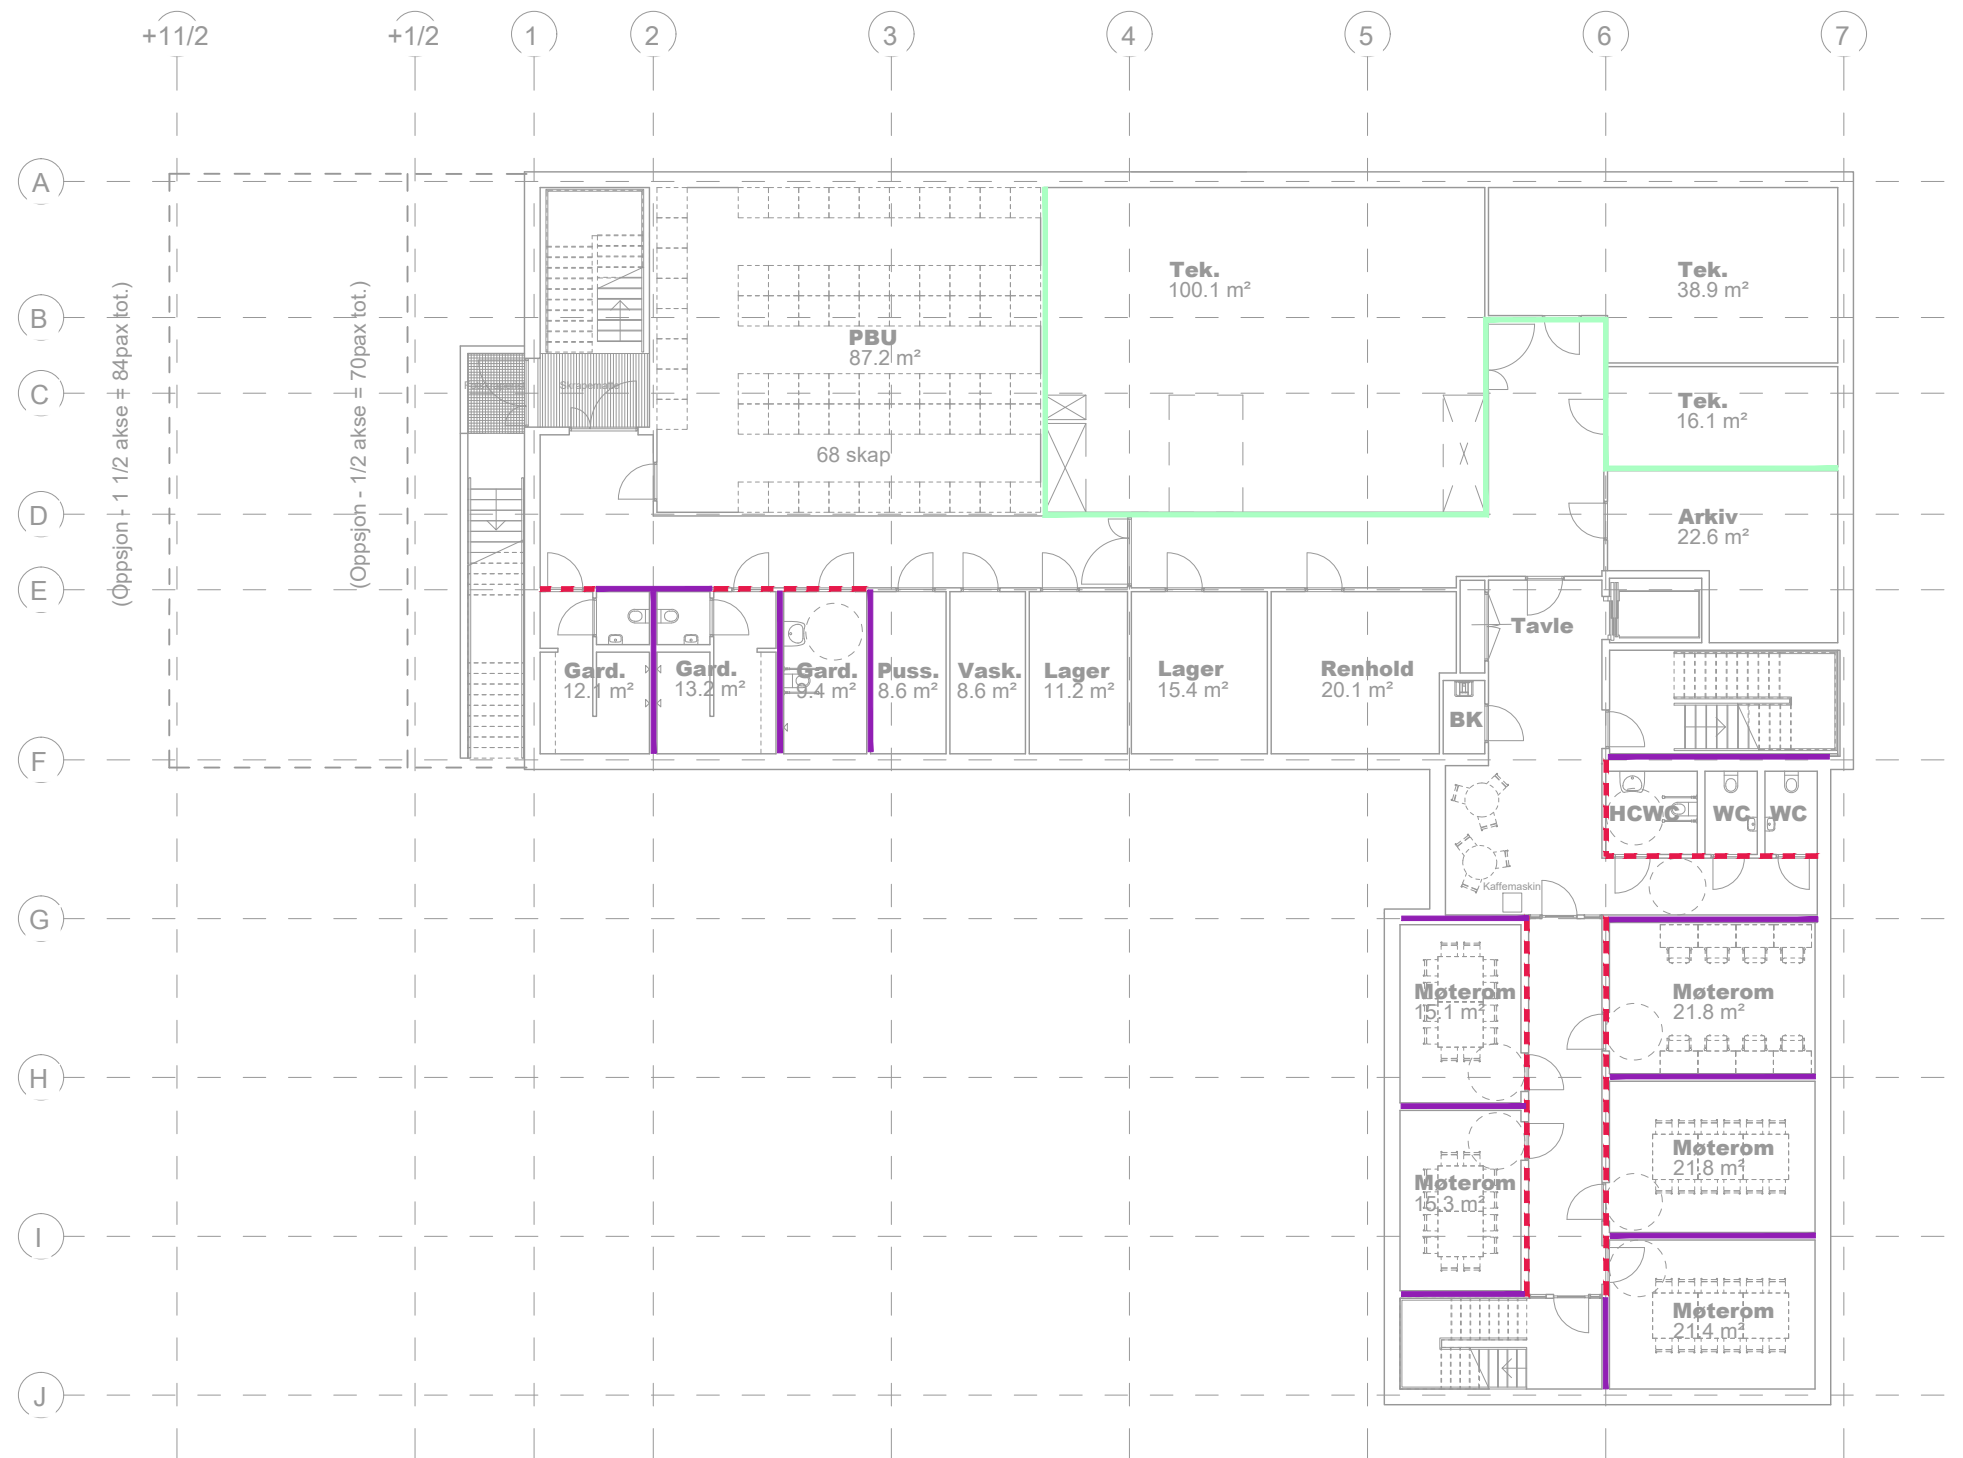 +11/2
+1/2
1
2
3
4
5
6
7
A
B
C
D
E
F
G
H
I
J
(Oppsjon - 1 1/2 akse = 84pax tot.)
(Oppsjon - 1/2 akse = 70pax tot.)
Skrapematte
PBU
87.2 m²
68 skap
Tek.
100.1 m²
Tek.
38.9 m²
Tek.
16.1 m²
Arkiv
22.6 m²
Tavle
Gard.
12.1 m²
Gard.
13.2 m²
Gard.
9.4 m²
Puss.
8.6 m²
Vask.
8.6 m²
Lager
11.2 m²
Lager
15.4 m²
Renhold
20.1 m²
BK
HCWC
WC
WC
Kaffemaskin
Møterom
15.1 m²
Møterom
21.8 m²
Møterom
21.8 m²
Møterom
15.3 m²
Møterom
21.4 m²